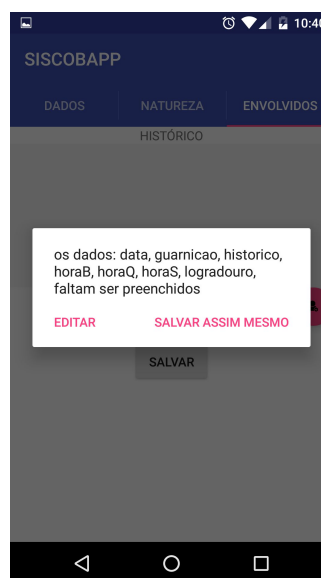 10:40
SISCOBAPP
DADOS NATUREZA ENVOLVIDOS
HISTÓRICO
os dados: data, guarnicao, historico,
horaB, horaQ, horaS, logradouro,
faltam ser preenchidos
EDITAR SALVAR ASSIM MESMO
SALVAR